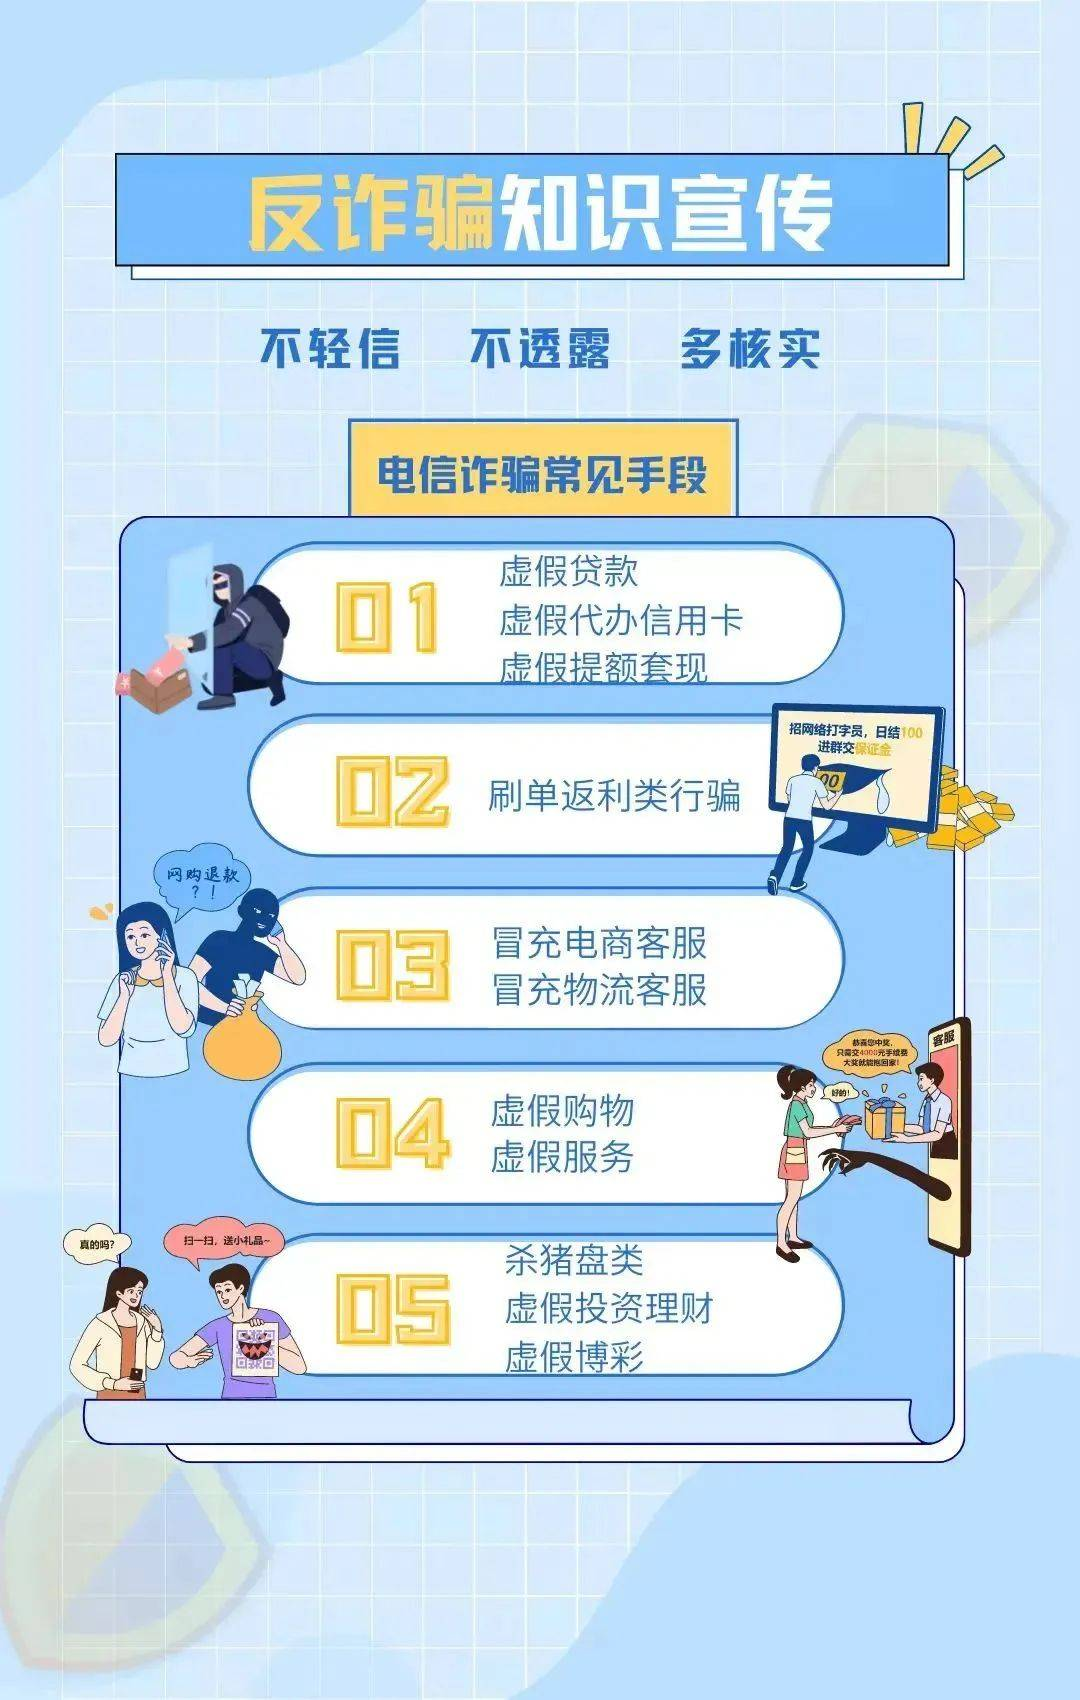 反诈骗知识宣传
不轻信 不透露 多核实
电信诈骗常见手段
01
虚假贷款
虚假代办信用卡
虚假提额套现
02
刷单返利类行骗
招网络打字员，日结100
进群交保证金
00
网购退款
？！
03
冒充电商客服
冒充物流客服
04
虚假购物
虚假服务
客服
恭喜您中奖，
只需交4000元手续费
大奖就能抱回家！
好的！
真的吗？
扫一扫，送小礼品~
05
杀猪盘类
虚假投资理财
虚假博彩